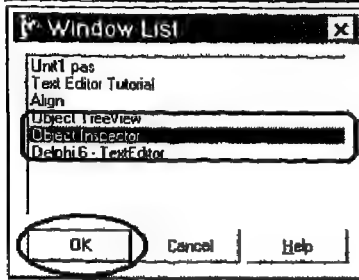 Window List
Unit1 pas
Text Editor Tutorial
Align
Object TreeView
Object Inspector
Delphi 6 - TextEditor
OK Cancel Help